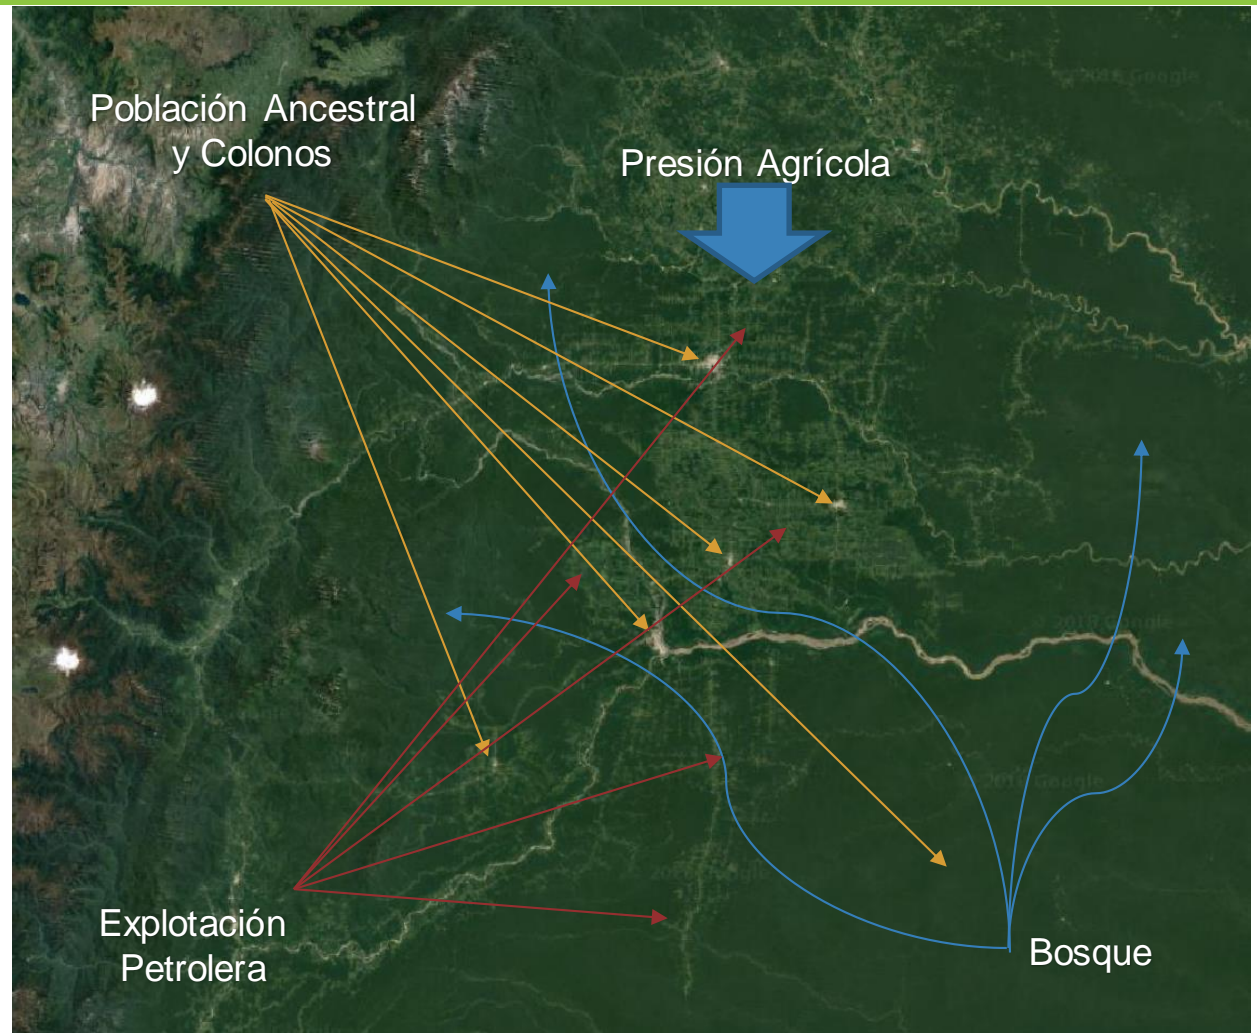 Población Ancestral
y Colonos
Presión Agrícola
Explotación
Petrolera
Bosque